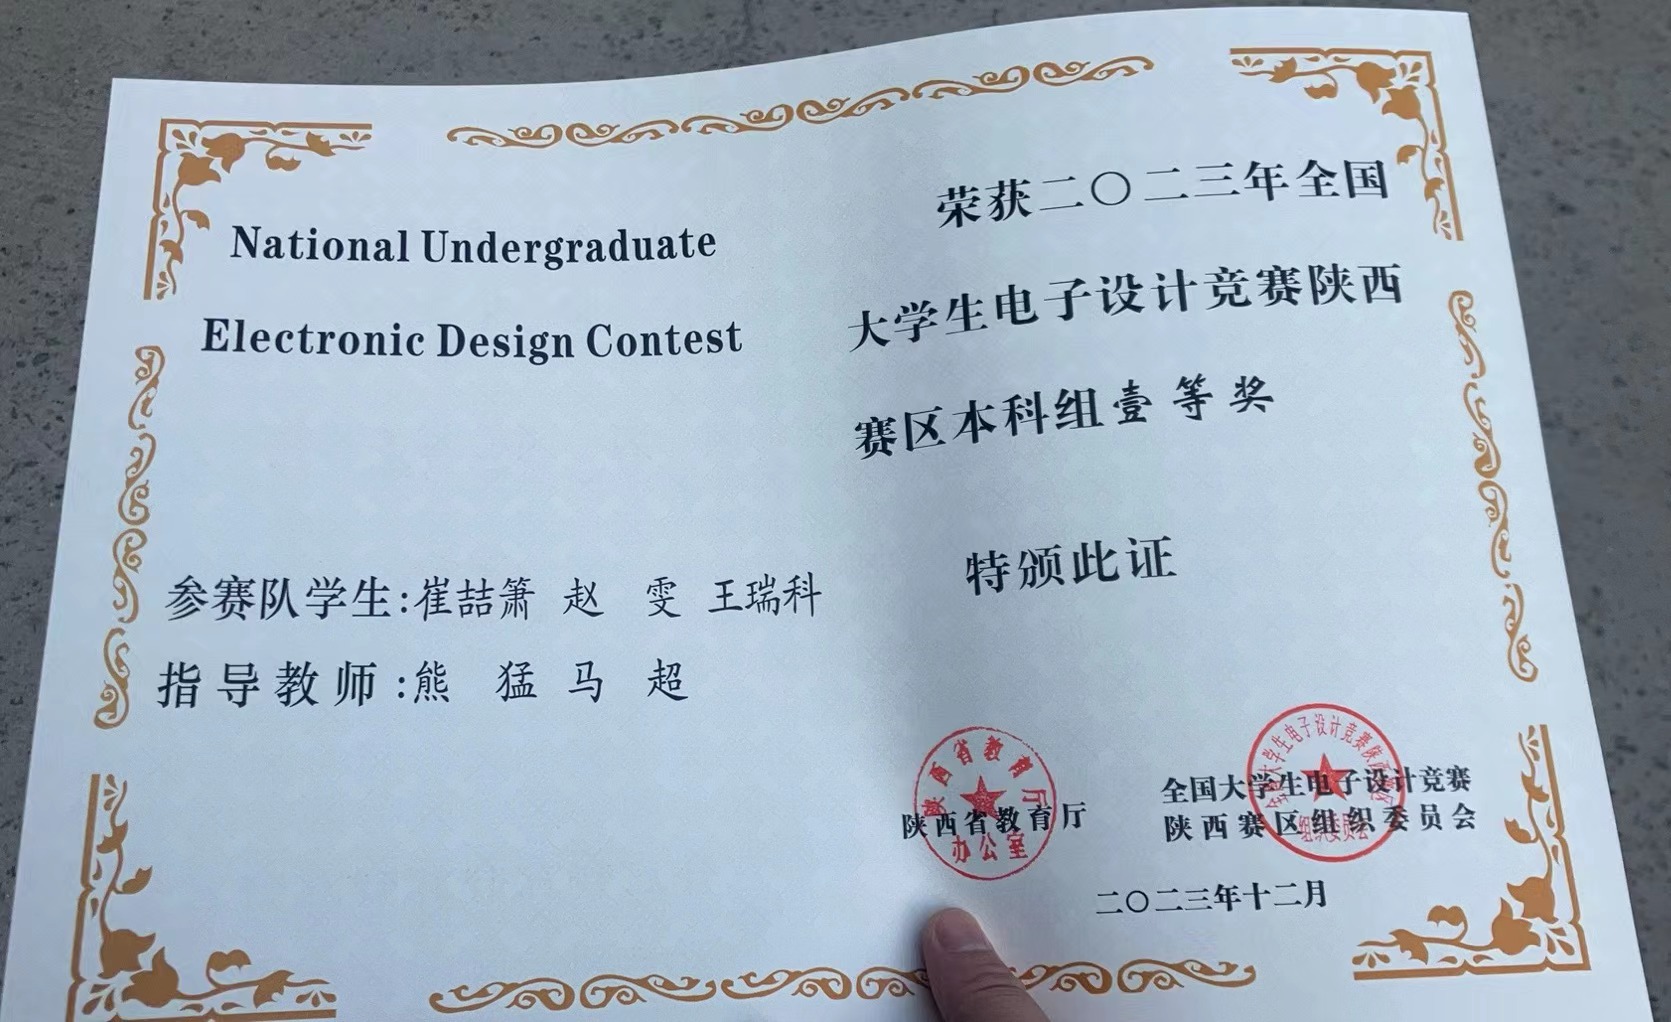 National Undergraduate
Electronic Design Contest
参赛队学生:崔喆箫 赵 雯 王瑞科
指导教师:熊 猛 马 超
荣获二〇二三年全国
大学生电子设计竞赛陕西
赛区本科组壹等奖
特颁此证
陕西省教育厅
陕西省教育厅
办公室
全国大学生电子设计竞赛
陕西赛区组织委员会
全国大学生电子设计竞赛陕西赛区
组织委员会
二〇二三年十二月